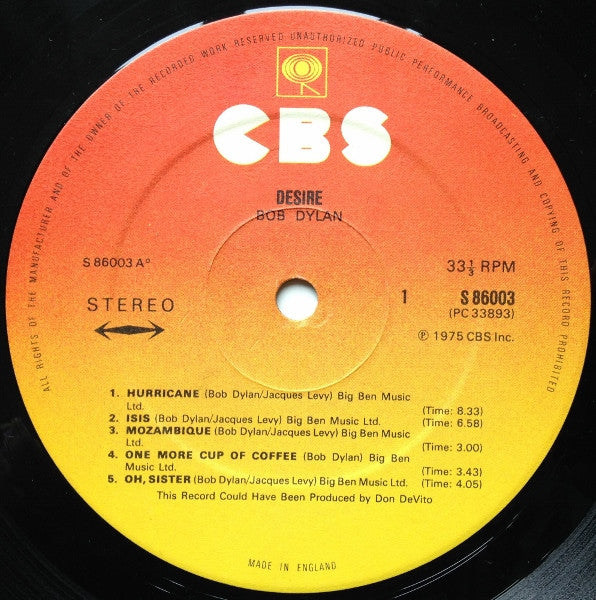 ALL RIGHTS OF THE MANUFACTURER AND OF THE OWNER OF THE RECORDED WORK RESERVED UNAUTHORIZED PUBLIC PERFORMANCE BROADCASTING AND COPYING OF THIS RECORD PROHIBITED
CBS
DESIRE
BOB DYLAN
S 86003 A°
33⅓ RPM
STEREO
1 S 86003
(PC 33893)
℗ 1975 CBS Inc.
1. HURRICANE (Bob Dylan/Jacques Levy) Big Ben Music
Ltd. (Time: 8.33)
2. ISIS (Bob Dylan/Jacques Levy) Big Ben Music Ltd. (Time: 6.58)
3. MOZAMBIQUE (Bob Dylan/Jacques Levy) Big Ben Music
Ltd. (Time: 3.00)
4. ONE MORE CUP OF COFFEE (Bob Dylan) Big Ben
Music Ltd. (Time: 3.43)
5. OH, SISTER (Bob Dylan/Jacques Levy) Big Ben Music Ltd. (Time: 4.05)
This Record Could Have Been Produced by Don DeVito
MADE IN ENGLAND